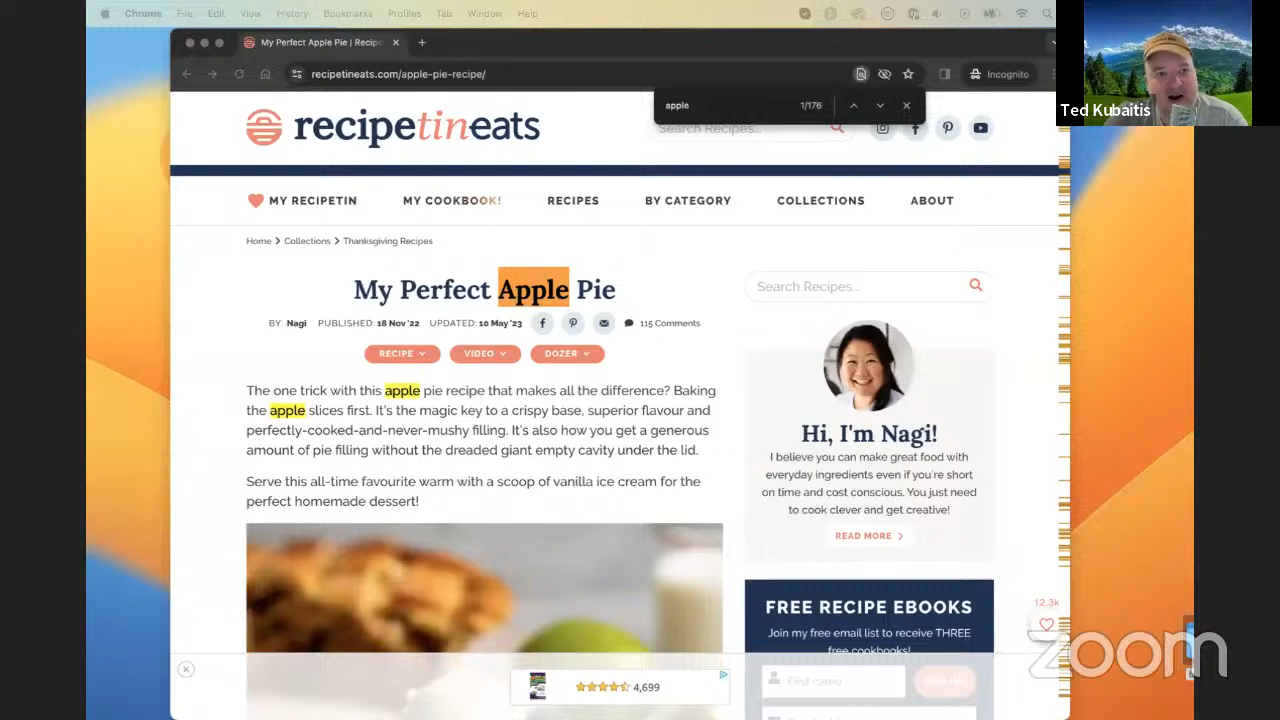 Chrome File Edit View History Bookmarks Profiles Tab Window Help
My Perfect Apple Pie | Recipe
recipetineats.com/apple-pie-recipe/
Incognito
apple 1/176
Ted Kubaitis
recipetineats
Search Recipes...
MY RECIPETIN MY COOKBOOK! RECIPES BY CATEGORY COLLECTIONS ABOUT
Home > Collections > Thanksgiving Recipes
My Perfect Apple Pie
BY: Nagi PUBLISHED: 18 Nov '22 UPDATED: 10 May '23 115 Comments
RECIPE VIDEO DOZER
The one trick with this apple pie recipe that makes all the difference? Baking
the apple slices first. It's the magic key to a crispy base, superior flavour and
perfectly-cooked-and-never-mushy filling. It's also how you get a generous
amount of pie filling without the dreaded giant empty cavity under the lid.
Serve this all-time favourite warm with a scoop of vanilla ice cream for the
perfect homemade dessert!
Search Recipes...
Hi, I'm Nagi!
I believe you can make great food with
everyday ingredients even if you're short
on time and cost conscious. You just need
to cook clever and get creative!
READ MORE >
FREE RECIPE EBOOKS
Join my free email list to receive THREE
free cookbooks!
First name
12.3k
4,699
zoom